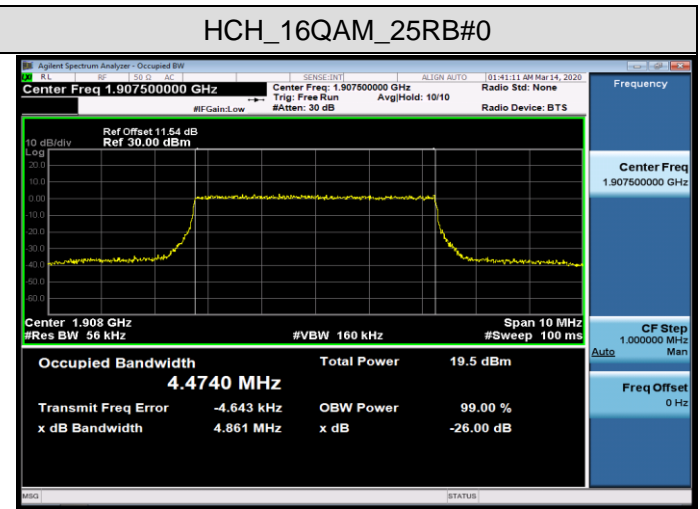 HCH_16QAM_25RB#0
Agilent Spectrum Analyzer - Occupied BW
RL RF 50 Ω AC SENSE:INT ALIGN AUTO 01:41:11 AM Mar 14, 2020
Center Freq 1.907500000 GHz Center Freq: 1.907500000 GHz Radio Std: None
Trig: Free Run Avg|Hold: 10/10
#IFGain:Low #Atten: 30 dB Radio Device: BTS
Ref Offset 11.54 dB
10 dB/div Ref 30.00 dBm
Log
20.0
10.0
0.00
-10.0
-20.0
-30.0
-40.0
-50.0
-60.0
Center 1.908 GHz Span 10 MHz
#Res BW 56 kHz #VBW 160 kHz #Sweep 100 ms
Occupied Bandwidth Total Power 19.5 dBm
4.4740 MHz
Transmit Freq Error -4.643 kHz OBW Power 99.00 %
x dB Bandwidth 4.861 MHz x dB -26.00 dB
MSG STATUS
Frequency
Center Freq
1.907500000 GHz
CF Step
1.000000 MHz
Auto Man
Freq Offset
0 Hz